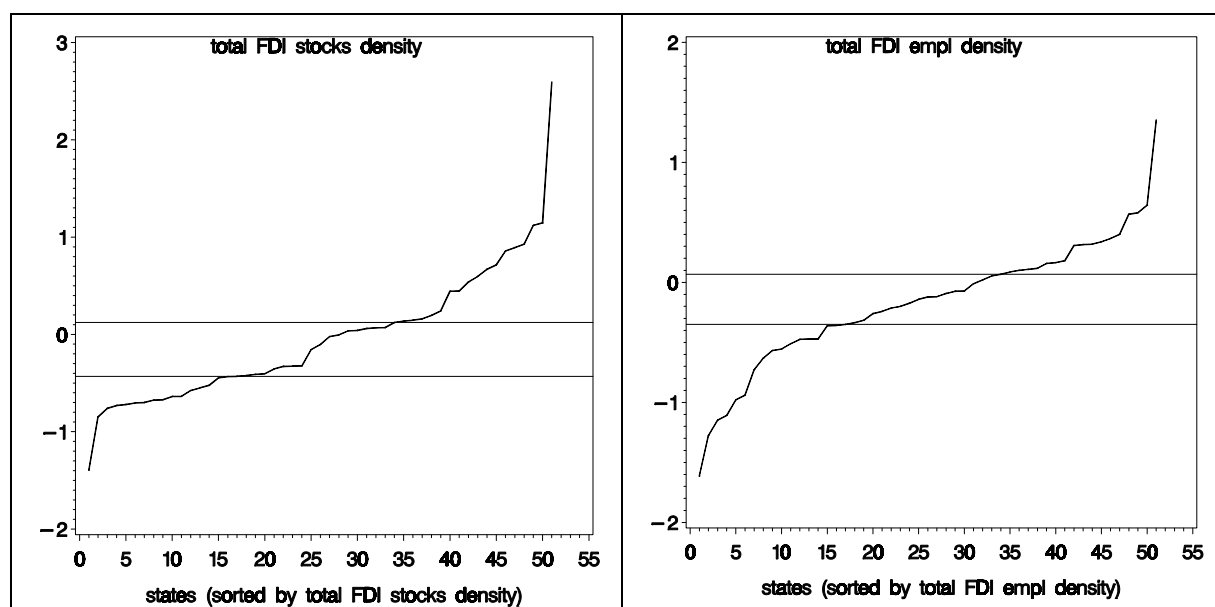 total FDI stocks density
3
2
1
0
−1
−2
0 5 10 15 20 25 30 35 40 45 50 55
states (sorted by total FDI stocks density)
total FDI empl density
2
1
0
−1
−2
0 5 10 15 20 25 30 35 40 45 50 55
states (sorted by total FDI empl density)